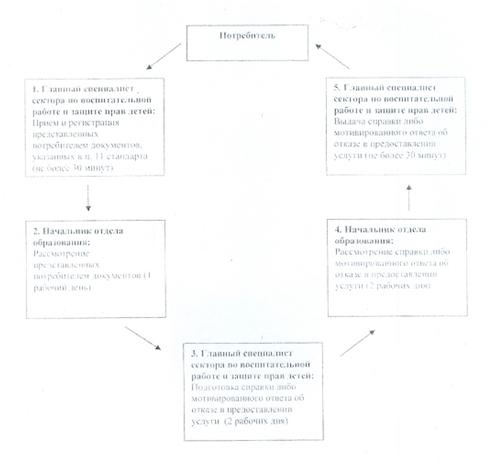 Потребитель
1. Главный специалист
сектора по воспитательной
работе и защите прав детей:
Прием и регистрация
представленных
потребителем документов,
указанных в п. 11 стандарта
(не более 30 минут)
2. Начальник отдела
образования:
Рассмотрение
представленных
потребителем документов (1
рабочий день)
3. Главный специалист
сектора по воспитательной
работе и защите прав детей:
Подготовка справки либо
мотивированного ответа об
отказе в предоставлении
услуги (2 рабочих дня)
4. Начальник отдела
образования:
Рассмотрение справки либо
мотивированного ответа об
отказе в предоставлении
услуги (2 рабочих дня)
5. Главный специалист
сектора по воспитательной
работе и защите прав детей:
Выдача справки либо
мотивированного ответа об
отказе в предоставлении
услуги (не более 30 минут)